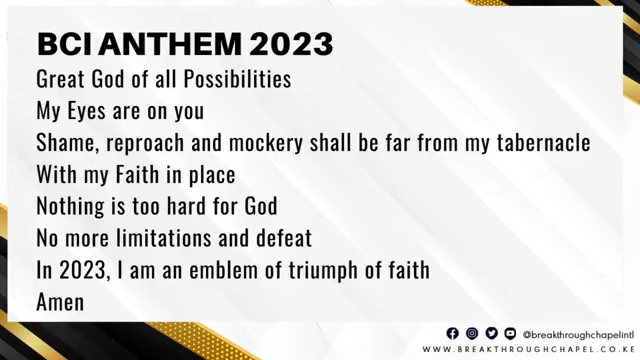 BCI ANTHEM 2023
Great God of all Possibilities
My Eyes are on you
Shame, reproach and mockery shall be far from my tabernacle
With my Faith in place
Nothing is too hard for God
No more limitations and defeat
In 2023, I am an emblem of triumph of faith
Amen
@breakthroughchapelintl
WWW.BREAKTHROUGHCHAPEL.CO.KE